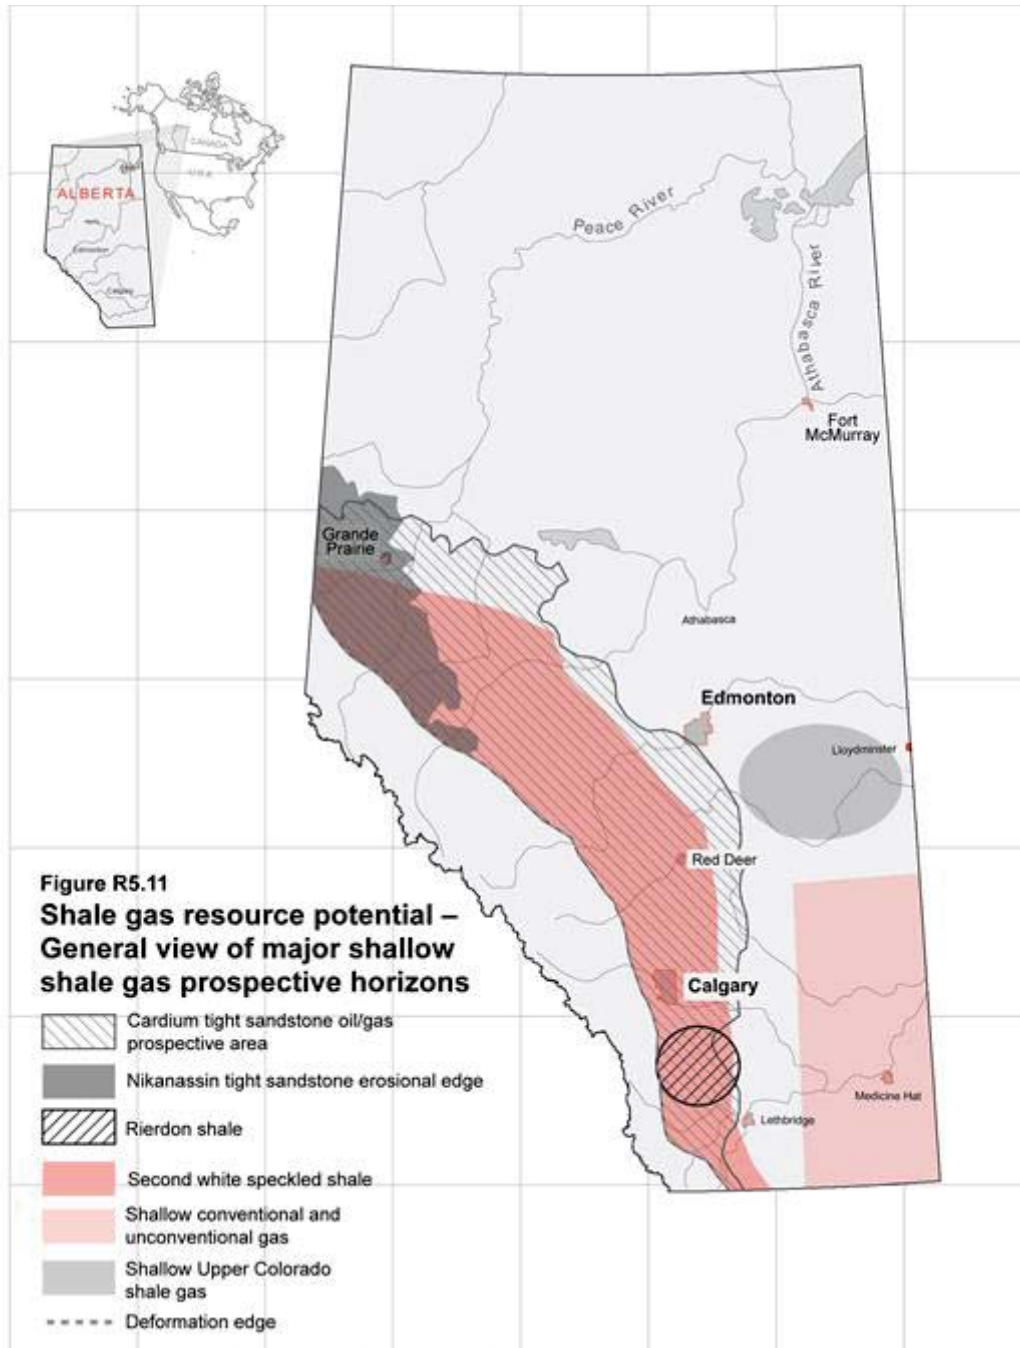 CANADA
U.S.A.
ALBERTA
Edmonton
Calgary
Peace River
Athabasca River
Fort
McMurray
Grande
Prairie
Athabasca
Edmonton
Lloydminster
Red Deer
Calgary
Medicine Hat
Lethbridge
Figure R5.11
Shale gas resource potential –
General view of major shallow
shale gas prospective horizons
Cardium tight sandstone oil/gas
prospective area
Nikanassin tight sandstone erosional edge
Rierdon shale
Second white speckled shale
Shallow conventional and
unconventional gas
Shallow Upper Colorado
shale gas
Deformation edge